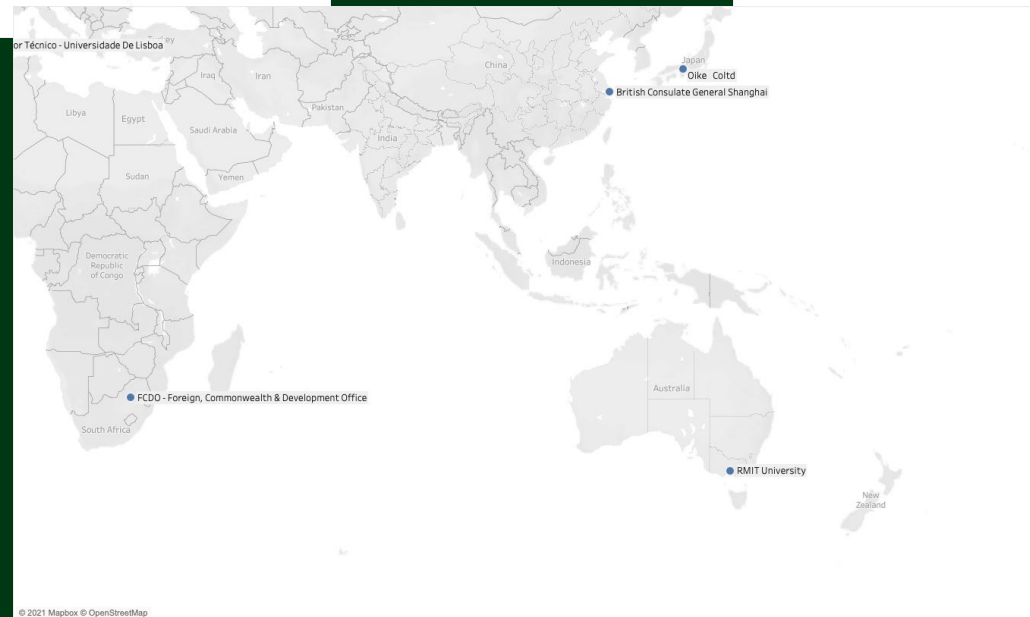 Japan
China
or Técnico - Universidade De Lisboa
Oike Coltd
Iraq
Iran
British Consulate General Shanghai
Pakistan
Libya
Egypt
Saudi Arabia
India
Sudan
Yemen
Democratic
Republic
of Congo
Indonesia
Australia
FCDO - Foreign, Commonwealth & Development Office
South Africa
RMIT University
New
Zealand
© 2021 Mapbox © OpenStreetMap